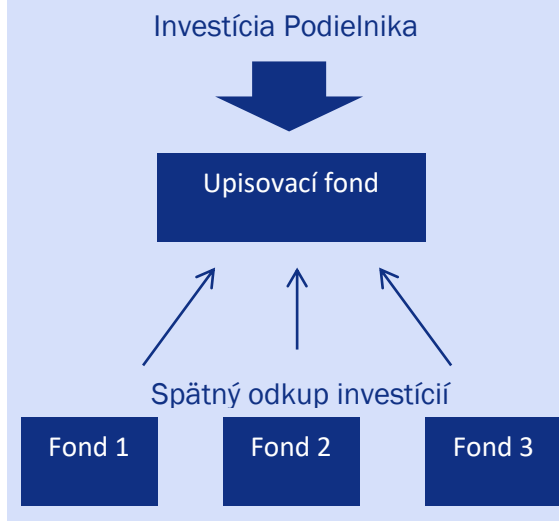 Investícia Podielnika
Upisovací fond
Spätný odkup investícií
Fond 1
Fond 2
Fond 3